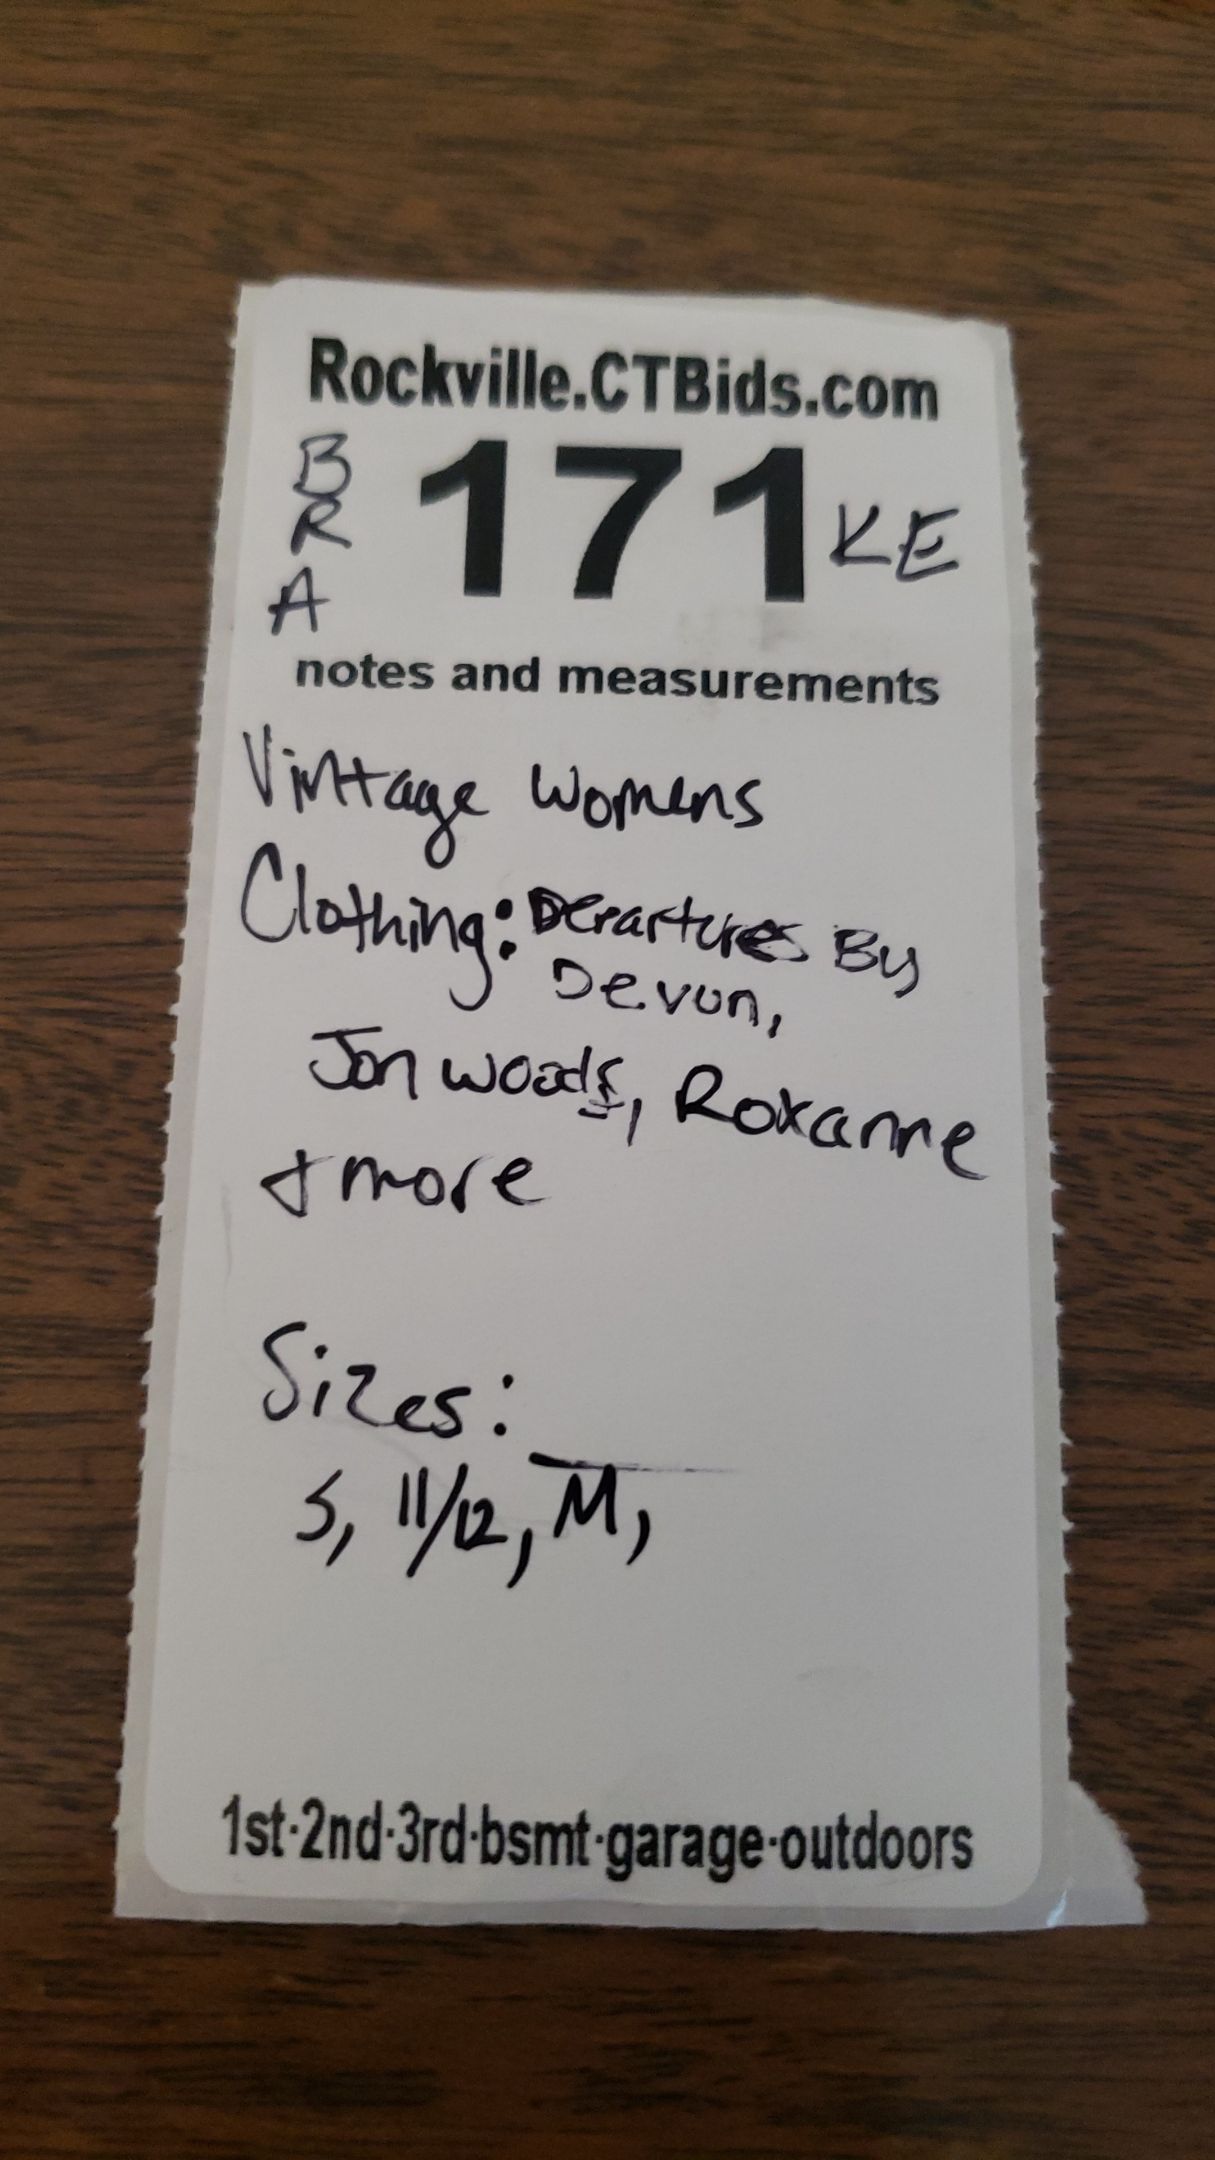 Rockville.CTBids.com
B
R
A
171
KE
notes and measurements
Vintage Womens
Clothing: Departures By
Devon,
Jon Woods, Roxanne
+ more
Sizes:
S, 11/12, M,
1st·2nd·3rd·bsmt·garage·outdoors